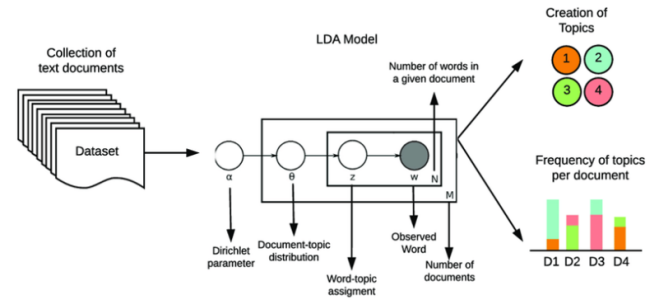 Collection of
text documents
Dataset
LDA Model
Number of words in
a given document
α
θ
z
w
N
M
Dirichlet
parameter
Document-topic
distribution
Word-topic
assigment
Observed
Word
Number of
documents
Creation of
Topics
1
2
3
4
Frequency of topics
per document
D1 D2 D3 D4